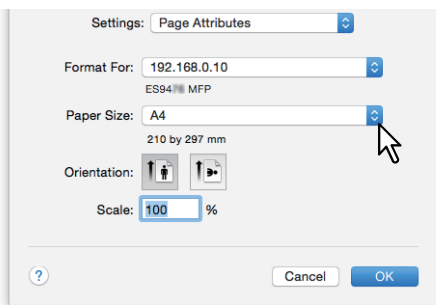 Settings: Page Attributes
Format For: 192.168.0.10
ES94 MFP
Paper Size: A4
210 by 297 mm
Orientation:
Scale: 100 %
? Cancel OK